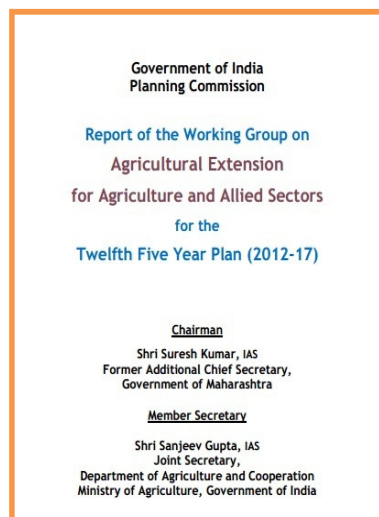 Government of India
Planning Commission
Report of the Working Group on
Agricultural Extension
for Agriculture and Allied Sectors
for the
Twelfth Five Year Plan (2012-17)
Chairman
Shri Suresh Kumar, IAS
Former Additional Chief Secretary,
Government of Maharashtra
Member Secretary
Shri Sanjeev Gupta, IAS
Joint Secretary,
Department of Agriculture and Cooperation
Ministry of Agriculture, Government of India